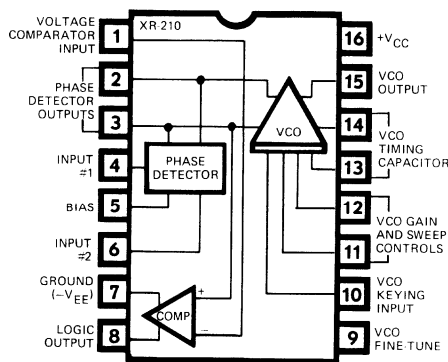 XR-210
VOLTAGE
COMPARATOR
INPUT
1
2
PHASE
DETECTOR
OUTPUTS
3
INPUT
#1
4
BIAS
5
INPUT
#2
6
GROUND
(−VEE)
7
LOGIC
OUTPUT
8
PHASE
DETECTOR
VCO
COMP
+
−
16
+VCC
15
VCO
OUTPUT
14
VCO
TIMING
CAPACITOR
13
12
VCO GAIN
AND SWEEP
CONTROLS
11
10
VCO
KEYING
INPUT
9
VCO
FINE-TUNE